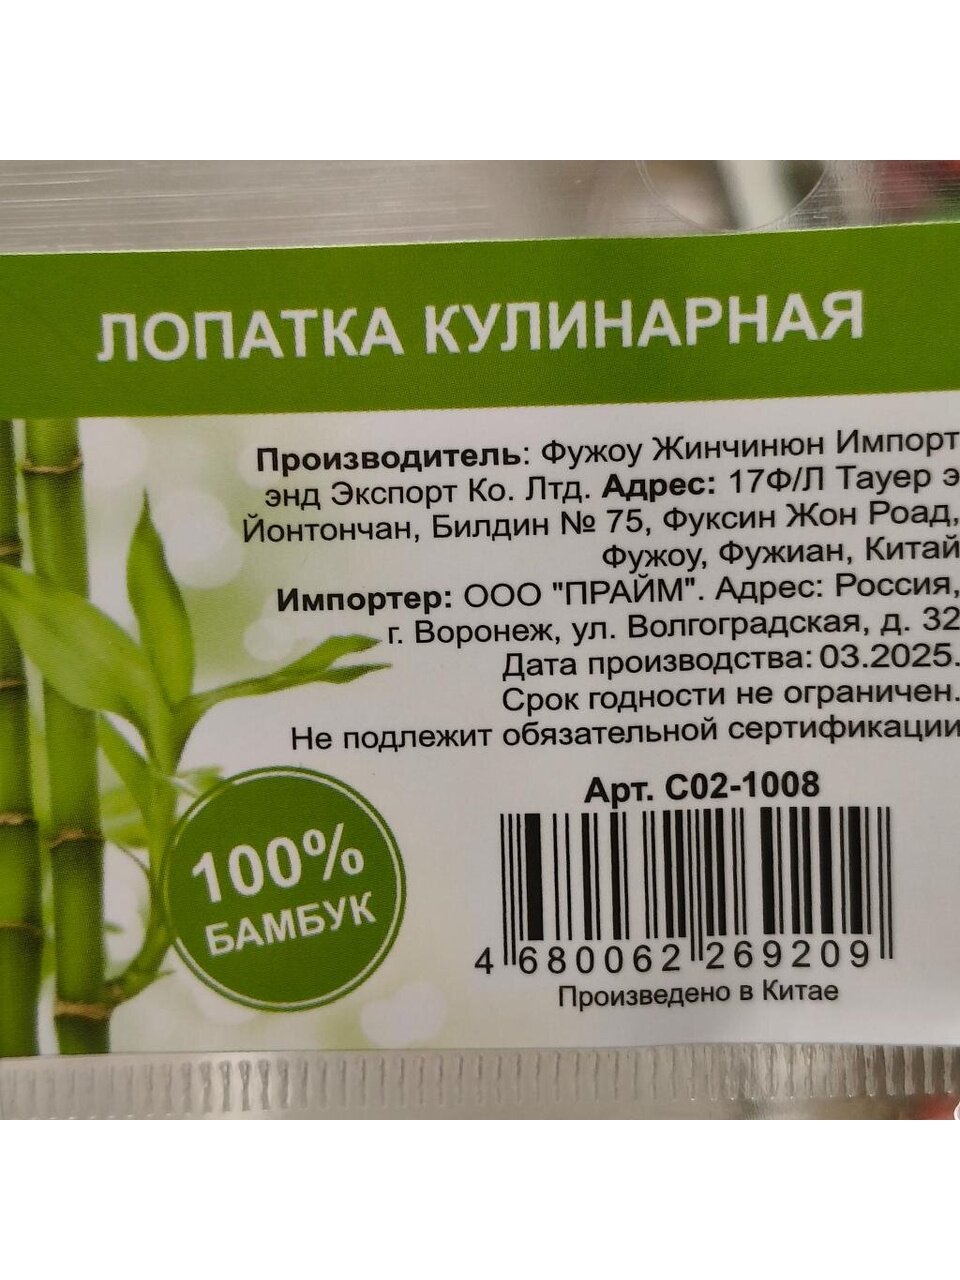 ЛОПАТКА КУЛИНАРНАЯ
Производитель: Фужоу Жинчинюн Импорт
энд Экспорт Ко. Лтд. Адрес: 17Ф/Л Тауер э
Йонтончан, Билдин № 75, Фуксин Жон Роад,
Фужоу, Фужиан, Китай
Импортер: ООО "ПРАЙМ". Адрес: Россия,
г. Воронеж, ул. Волгоградская, д. 32
Дата производства: 03.2025.
Срок годности не ограничен.
Не подлежит обязательной сертификации
Арт. С02-1008
100%
БАМБУК
4 680062 269209
Произведено в Китае